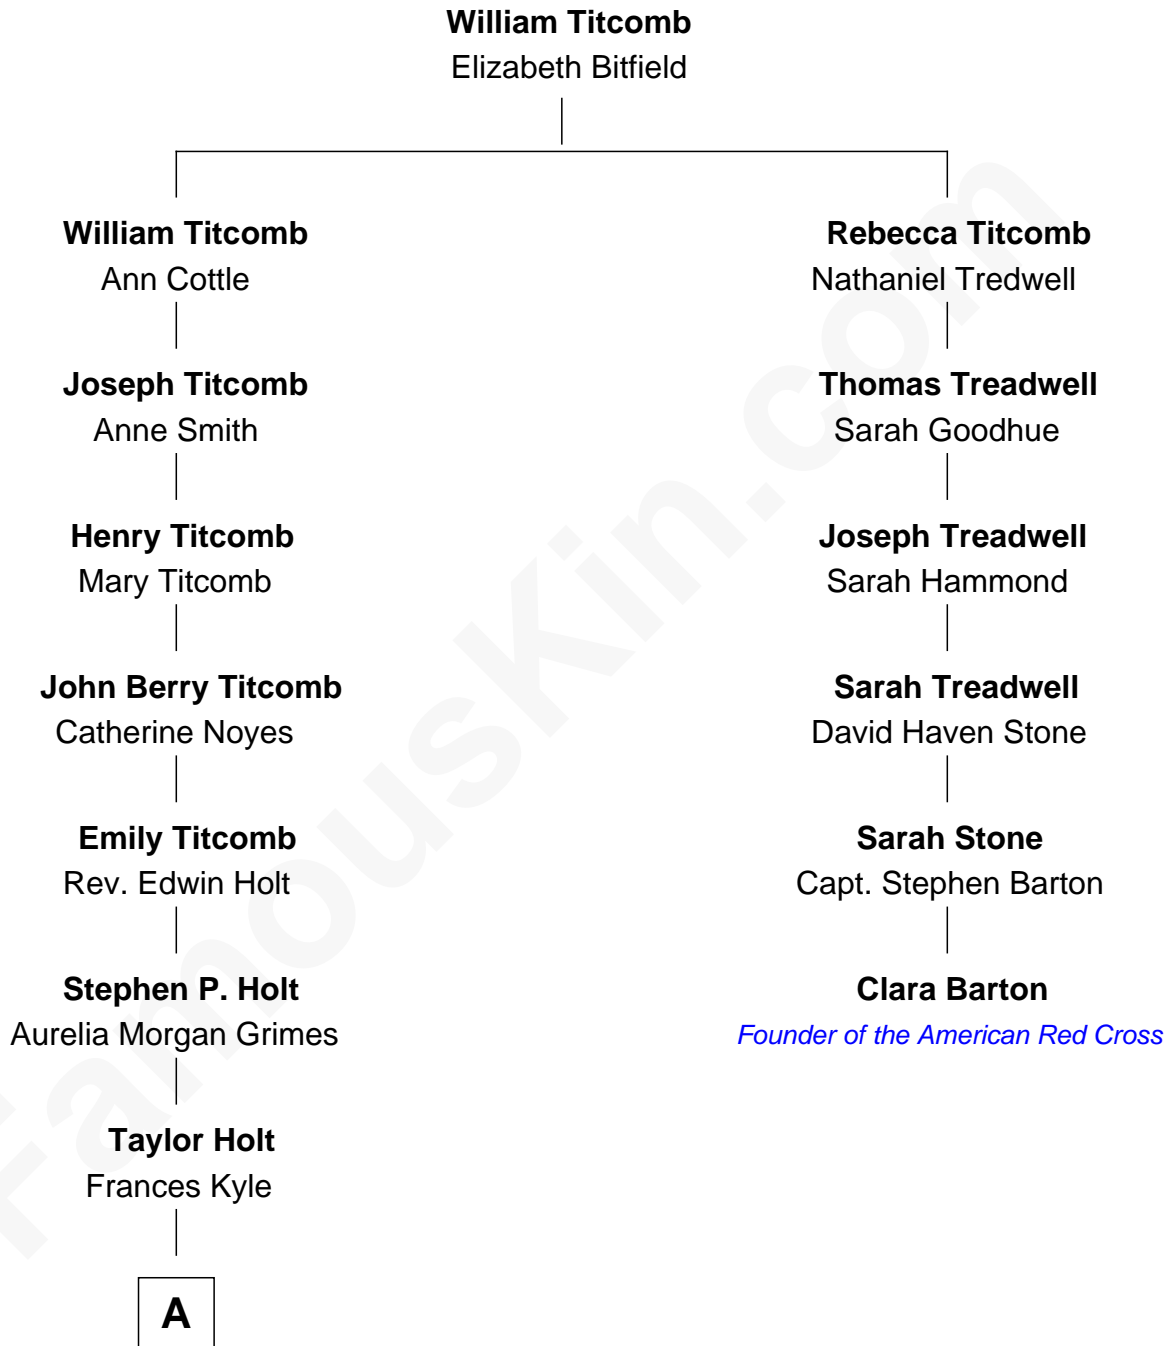 William Titcomb
Elizabeth Bitfield
William Titcomb
Ann Cottle
Joseph Titcomb
Anne Smith
Henry Titcomb
Mary Titcomb
John Berry Titcomb
Catherine Noyes
Emily Titcomb
Rev. Edwin Holt
Stephen P. Holt
Aurelia Morgan Grimes
Taylor Holt
Frances Kyle
A
Rebecca Titcomb
Nathaniel Tredwell
Thomas Treadwell
Sarah Goodhue
Joseph Treadwell
Sarah Hammond
Sarah Treadwell
David Haven Stone
Sarah Stone
Capt. Stephen Barton
Clara Barton
Founder of the American Red Cross
FamousKin.com